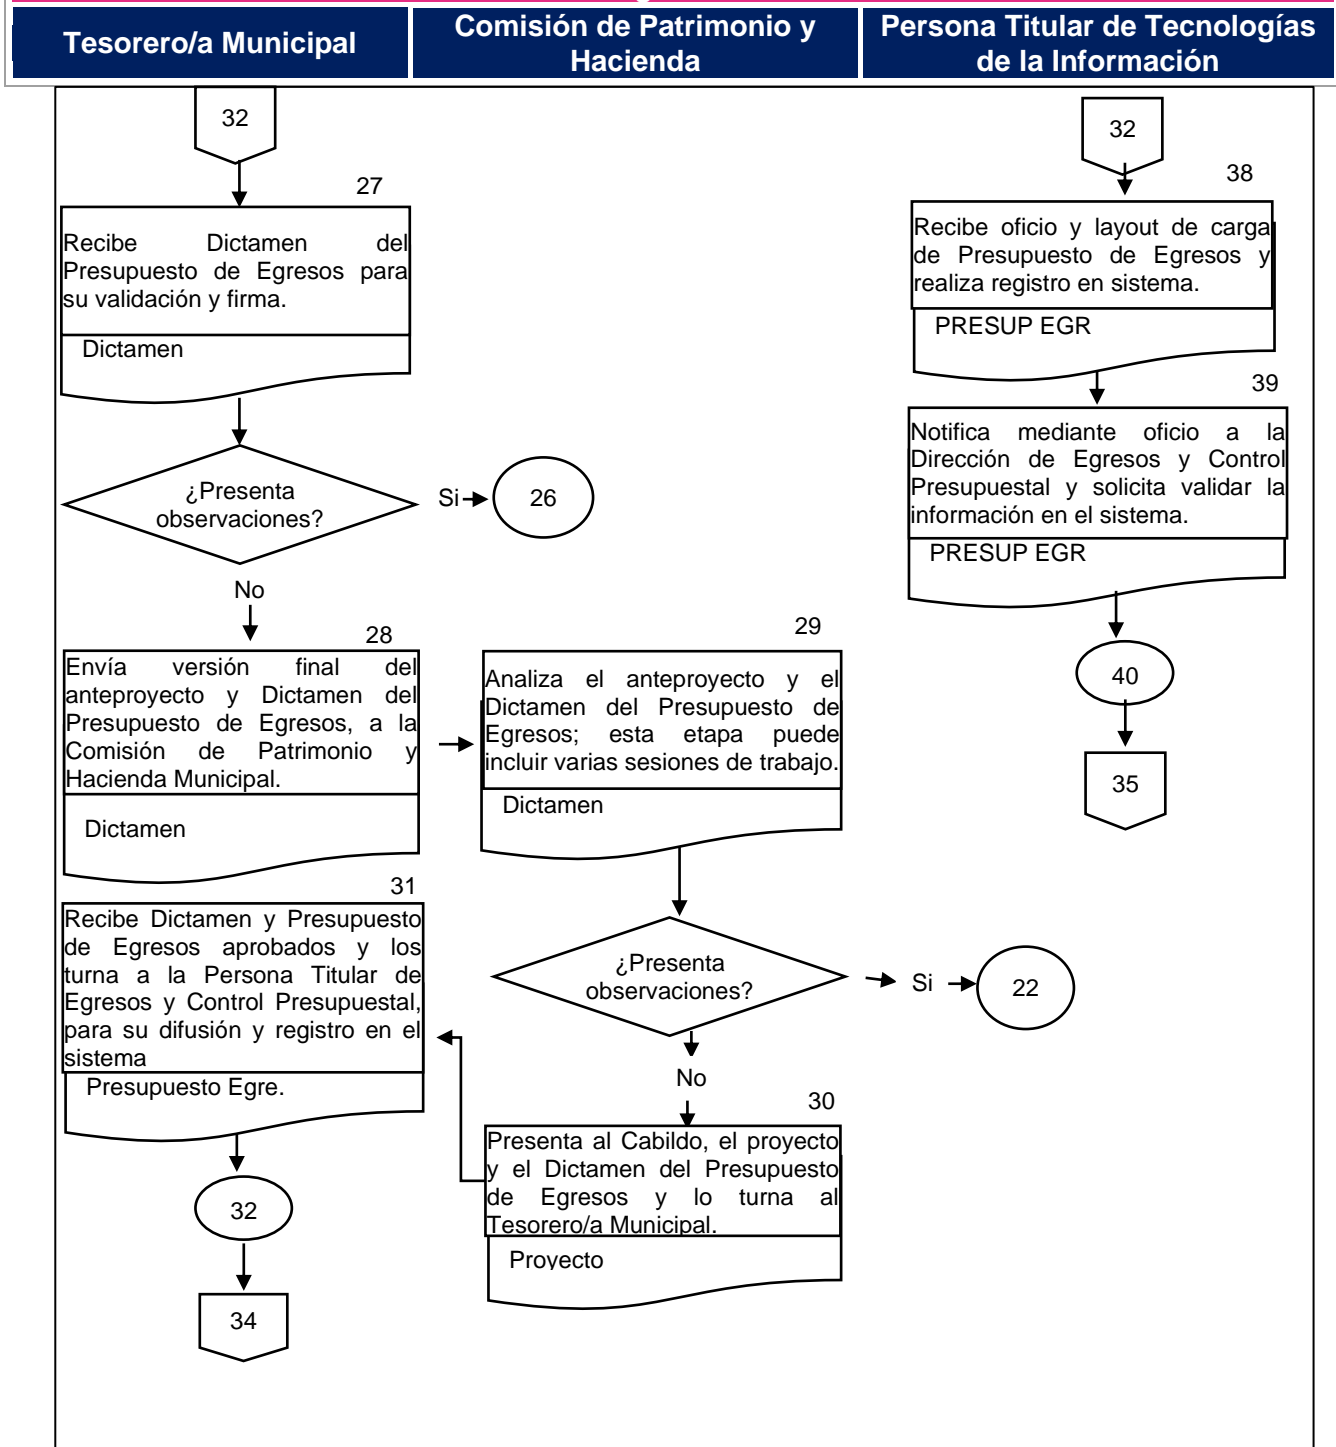 Tesorero/a Municipal
Comisión de Patrimonio y
Hacienda
Persona Titular de Tecnologías
de la Información
32
27
Recibe Dictamen del
Presupuesto de Egresos para
su validación y firma.
Dictamen
¿Presenta
observaciones?
Si
26
No
28
Envía versión final del
anteproyecto y Dictamen del
Presupuesto de Egresos, a la
Comisión de Patrimonio y
Hacienda Municipal.
Dictamen
29
Analiza el anteproyecto y el
Dictamen del Presupuesto de
Egresos; esta etapa puede
incluir varias sesiones de trabajo.
Dictamen
¿Presenta
observaciones?
Si
22
No
30
Presenta al Cabildo, el proyecto
y el Dictamen del Presupuesto
de Egresos y lo turna al
Tesorero/a Municipal.
Proyecto
31
Recibe Dictamen y Presupuesto
de Egresos aprobados y los
turna a la Persona Titular de
Egresos y Control Presupuestal,
para su difusión y registro en el
sistema
Presupuesto Egre.
32
34
32
38
Recibe oficio y layout de carga
de Presupuesto de Egresos y
realiza registro en sistema.
PRESUP EGR
39
Notifica mediante oficio a la
Dirección de Egresos y Control
Presupuestal y solicita validar la
información en el sistema.
PRESUP EGR
40
35